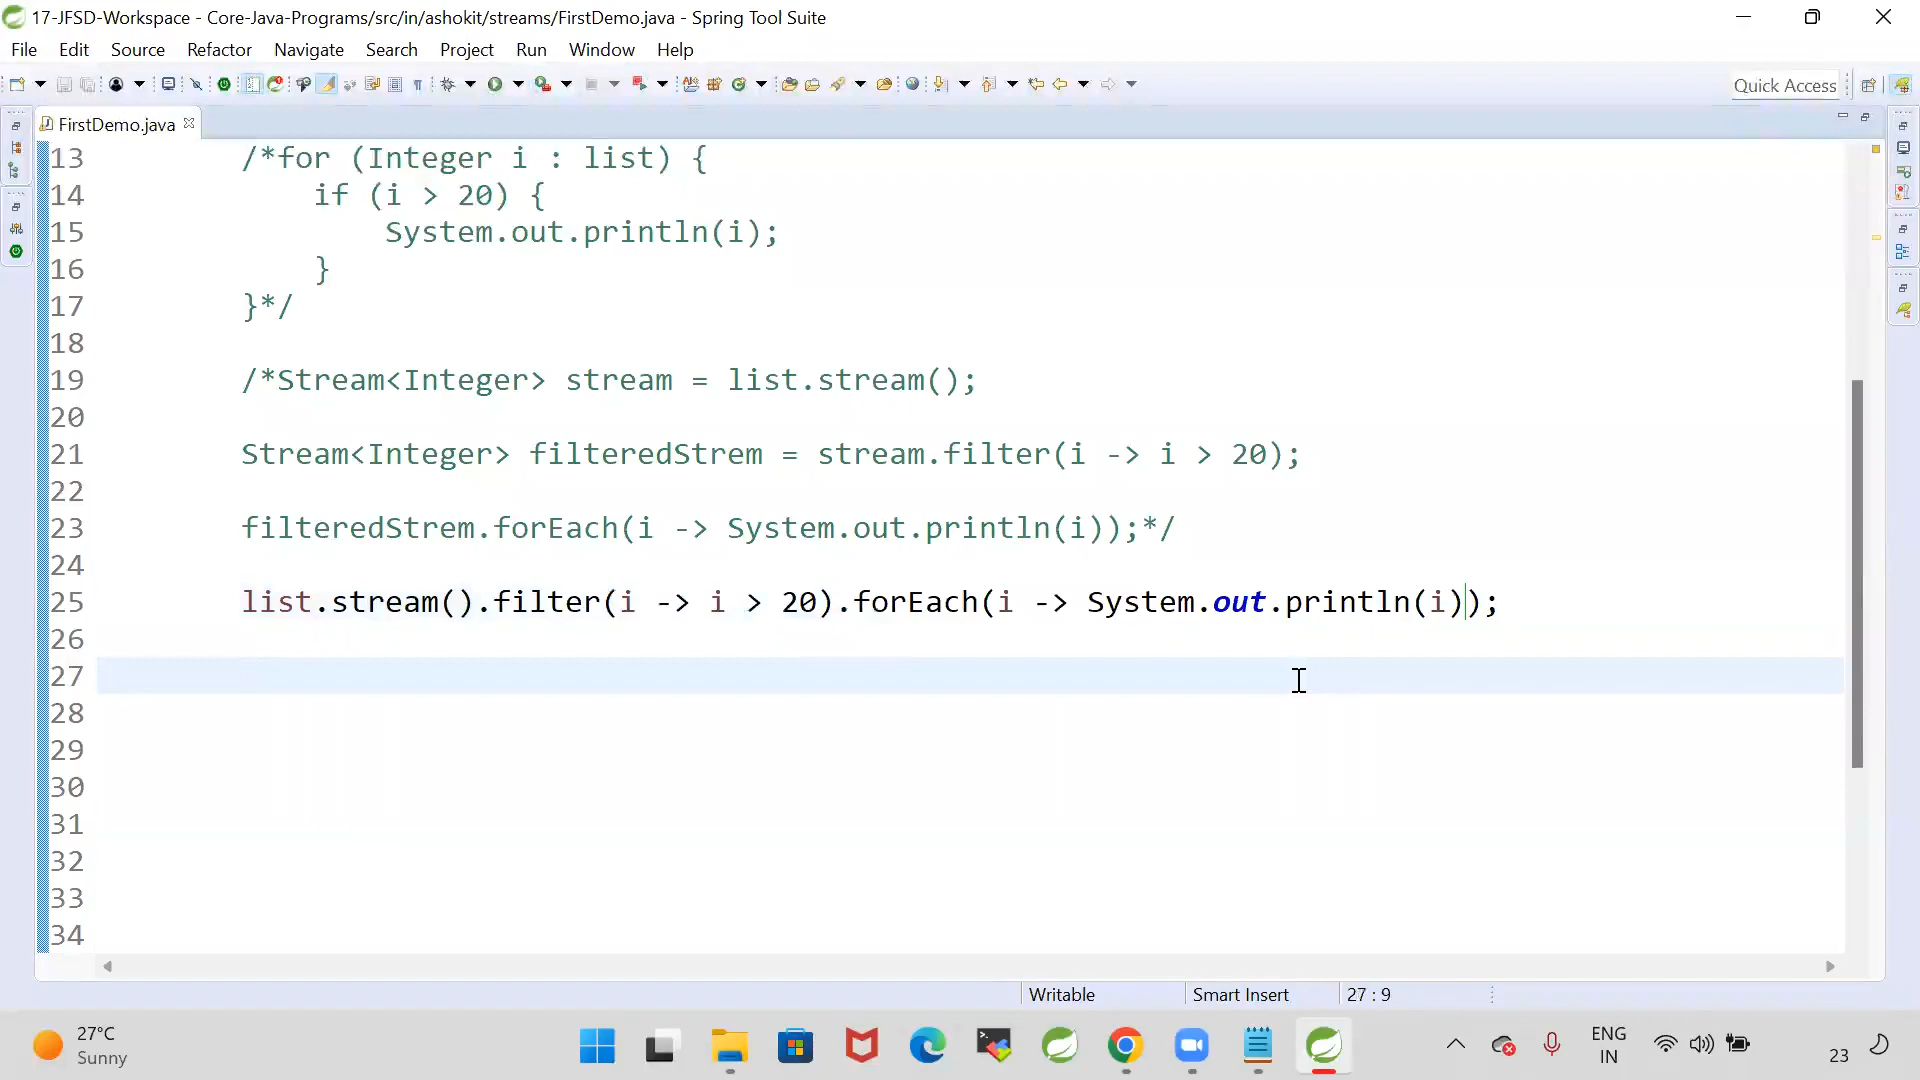 17-JFSD-Workspace - Core-Java-Programs/src/in/ashokit/streams/FirstDemo.java - Spring Tool Suite
File Edit Source Refactor Navigate Search Project Run Window Help
Quick Access
FirstDemo.java
13 /*for (Integer i : list) {
14 if (i > 20) {
15 System.out.println(i);
16 }
17 }*/
18
19 /*Stream<Integer> stream = list.stream();
20
21 Stream<Integer> filteredStrem = stream.filter(i -> i > 20);
22
23 filteredStrem.forEach(i -> System.out.println(i));*/
24
25 list.stream().filter(i -> i > 20).forEach(i -> System.out.println(i));
26
27
28
29
30
31
32
33
34
Writable Smart Insert 27 : 9
27°C
Sunny
ENG
IN
23